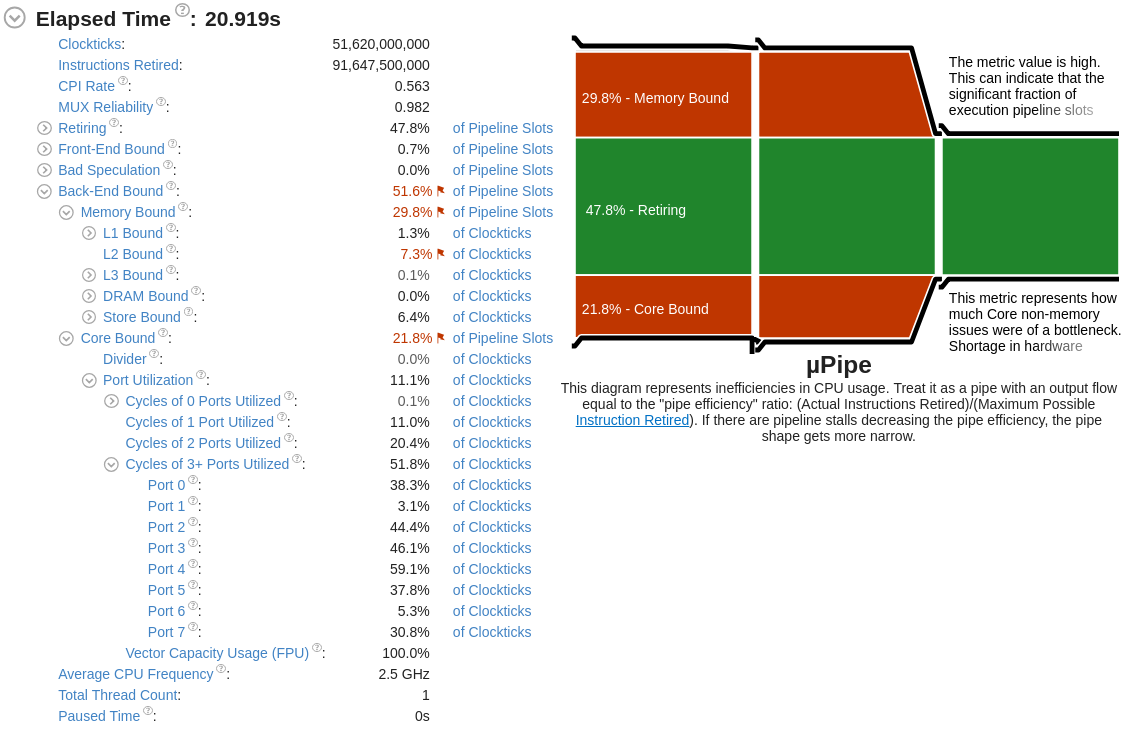 Elapsed Time ?: 20.919s
Clockticks: 51,620,000,000
Instructions Retired: 91,647,500,000
CPI Rate ?: 0.563
MUX Reliability ?: 0.982
Retiring ?: 47.8% of Pipeline Slots
Front-End Bound ?: 0.7% of Pipeline Slots
Bad Speculation ?: 0.0% of Pipeline Slots
Back-End Bound ?: 51.6% of Pipeline Slots
Memory Bound ?: 29.8% of Pipeline Slots
L1 Bound ?: 1.3% of Clockticks
L2 Bound ?: 7.3% of Clockticks
L3 Bound ?: 0.1% of Clockticks
DRAM Bound ?: 0.0% of Clockticks
Store Bound ?: 6.4% of Clockticks
Core Bound ?: 21.8% of Pipeline Slots
Divider ?: 0.0% of Clockticks
Port Utilization ?: 11.1% of Clockticks
Cycles of 0 Ports Utilized ?: 0.1% of Clockticks
Cycles of 1 Port Utilized ?: 11.0% of Clockticks
Cycles of 2 Ports Utilized ?: 20.4% of Clockticks
Cycles of 3+ Ports Utilized ?: 51.8% of Clockticks
Port 0 ?: 38.3% of Clockticks
Port 1 ?: 3.1% of Clockticks
Port 2 ?: 44.4% of Clockticks
Port 3 ?: 46.1% of Clockticks
Port 4 ?: 59.1% of Clockticks
Port 5 ?: 37.8% of Clockticks
Port 6 ?: 5.3% of Clockticks
Port 7 ?: 30.8% of Clockticks
Vector Capacity Usage (FPU) ?: 100.0%
Average CPU Frequency ?: 2.5 GHz
Total Thread Count: 1
Paused Time ?: 0s
29.8% - Memory Bound
47.8% - Retiring
21.8% - Core Bound
The metric value is high.
This can indicate that the
significant fraction of
execution pipeline slots
This metric represents how
much Core non-memory
issues were of a bottleneck.
Shortage in hardware
µPipe
This diagram represents inefficiencies in CPU usage. Treat it as a pipe with an output flow
equal to the "pipe efficiency" ratio: (Actual Instructions Retired)/(Maximum Possible
Instruction Retired). If there are pipeline stalls decreasing the pipe efficiency, the pipe
shape gets more narrow.